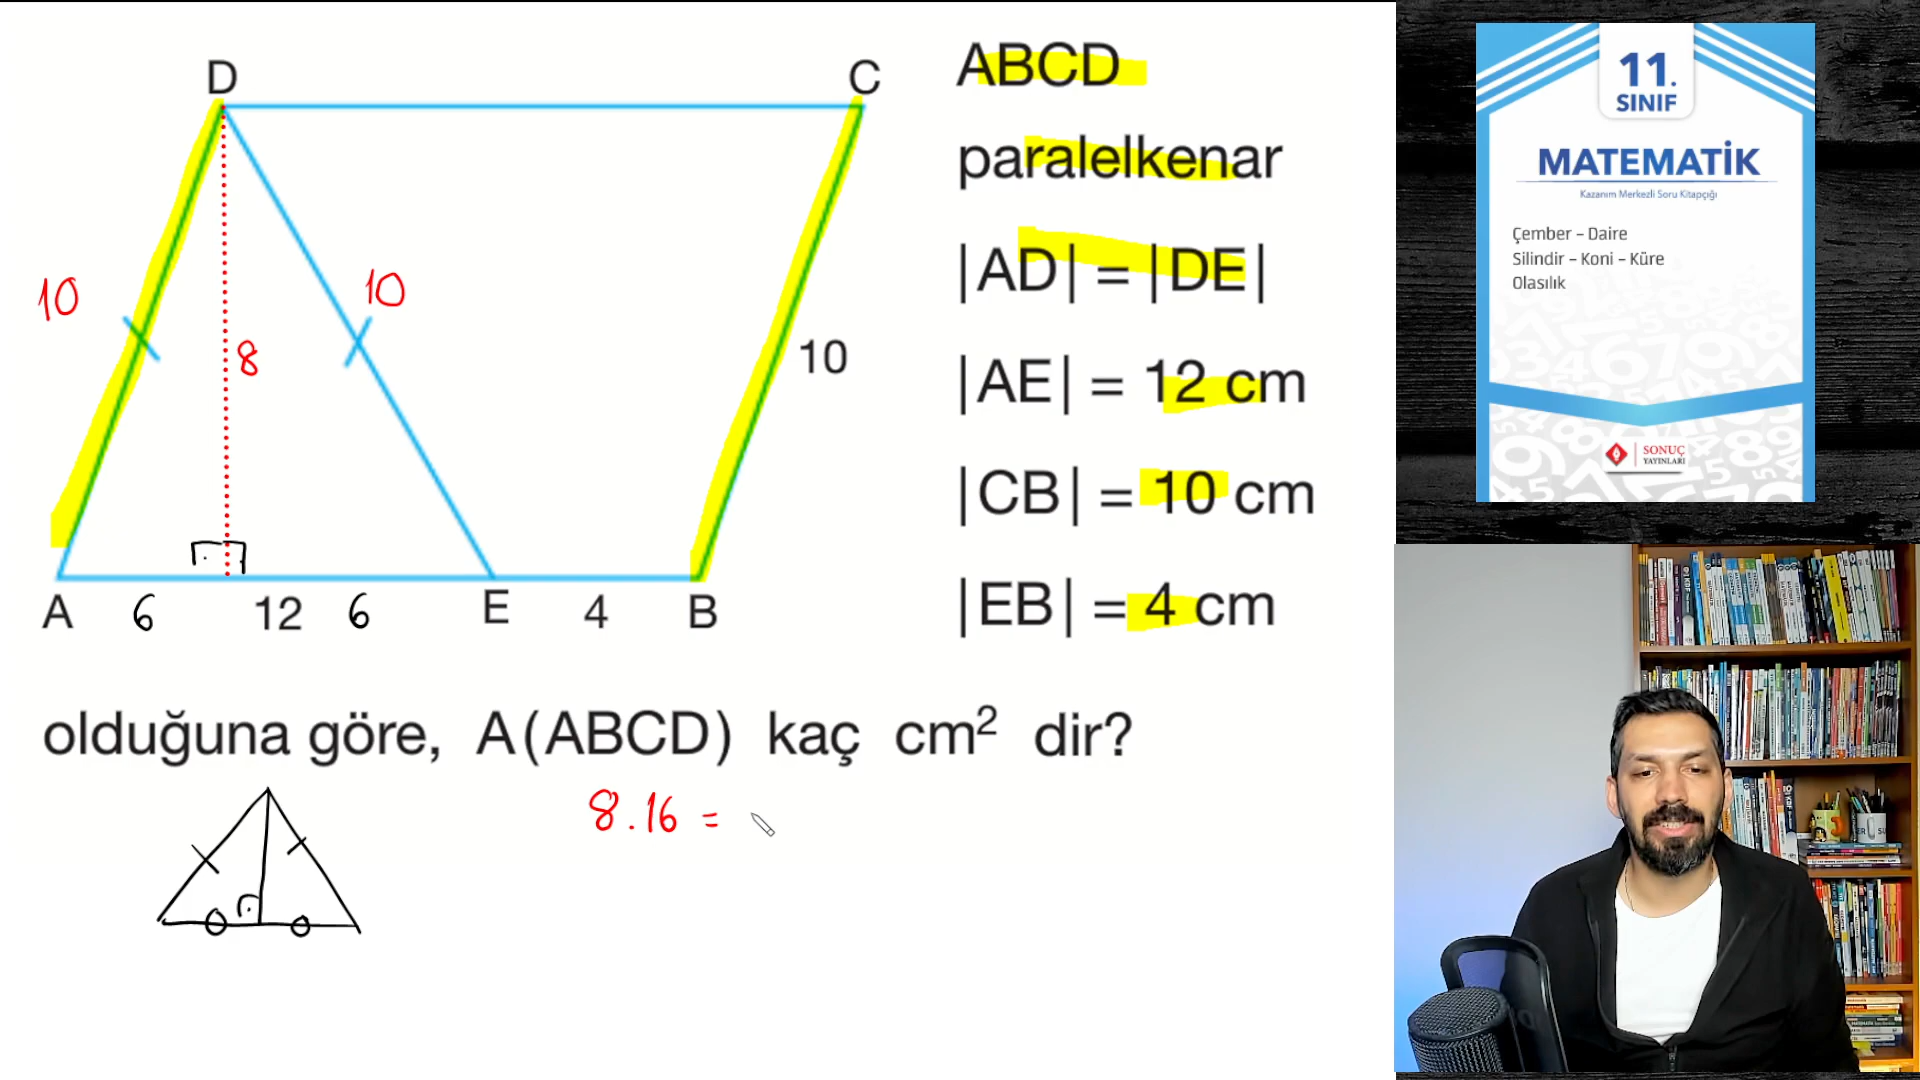 D
C
10
10
8
10
A
6
12
6
E
4
B
ABCD
paralelkenar
|AD| = |DE|
|AE| = 12 cm
|CB| = 10 cm
|EB| = 4 cm
olduğuna göre, A(ABCD) kaç cm² dir?
8.16 =
11.
SINIF
MATEMATİK
Kazanım Merkezli Soru Kitapçığı
Çember – Daire
Silindir – Koni – Küre
Olasılık
SONUÇ
YAYINLARI